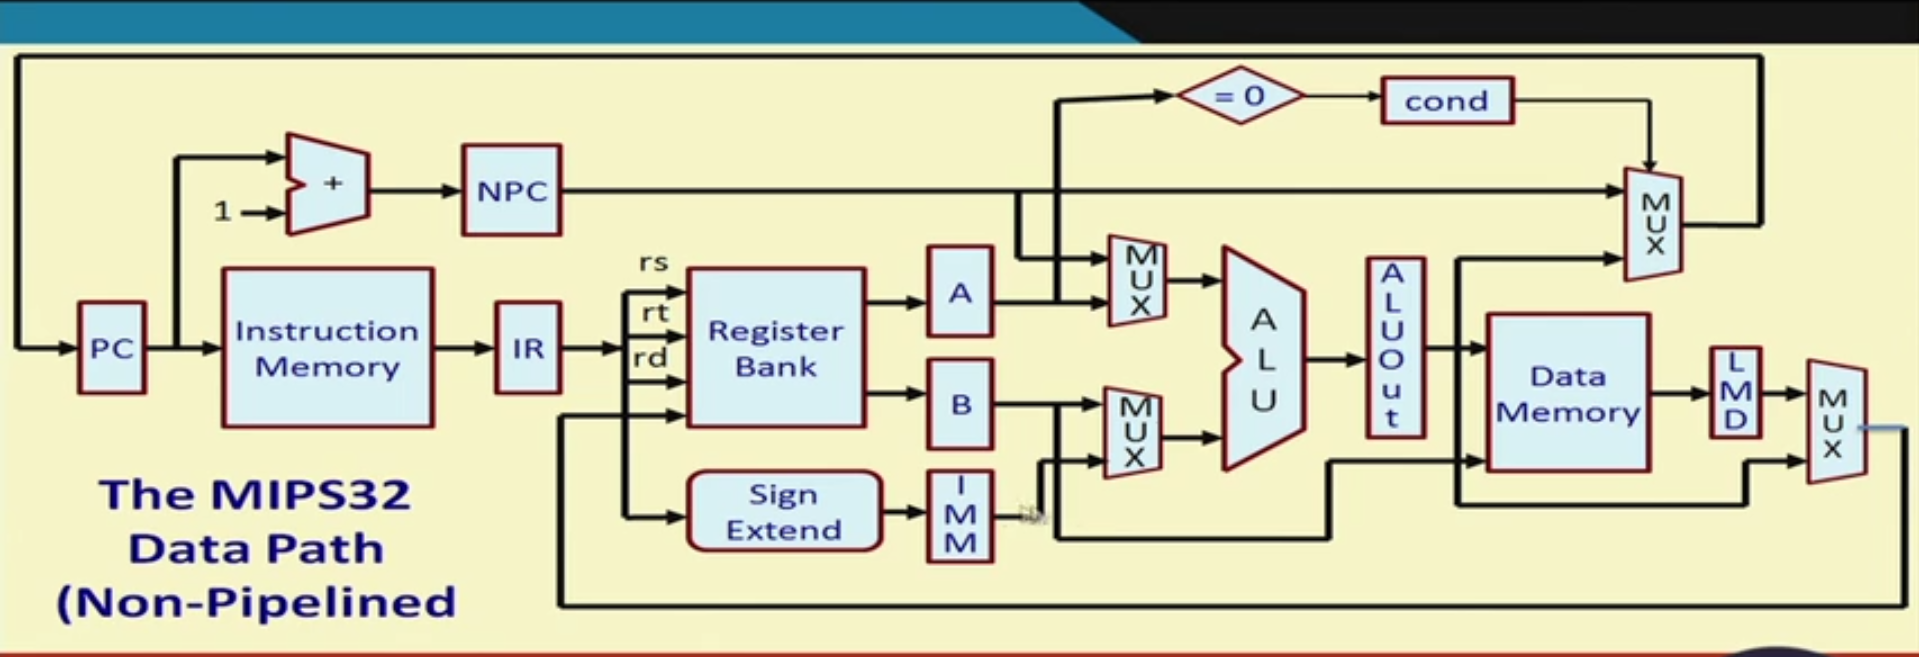 = 0
cond
+
1
NPC
MUX
rs
rt
rd
PC
Instruction
Memory
IR
Register
Bank
A
B
MUX
MUX
ALU
ALUOut
Data
Memory
LMD
MUX
Sign
Extend
IMM
The MIPS32
Data Path
(Non-Pipelined